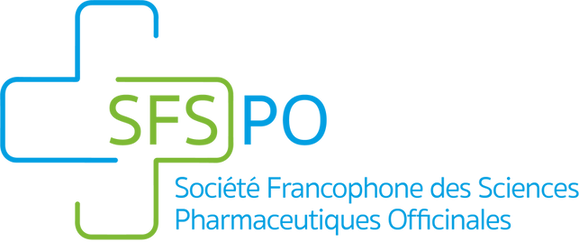 SFSPO
Société Francophone des Sciences
Pharmaceutiques Officinales